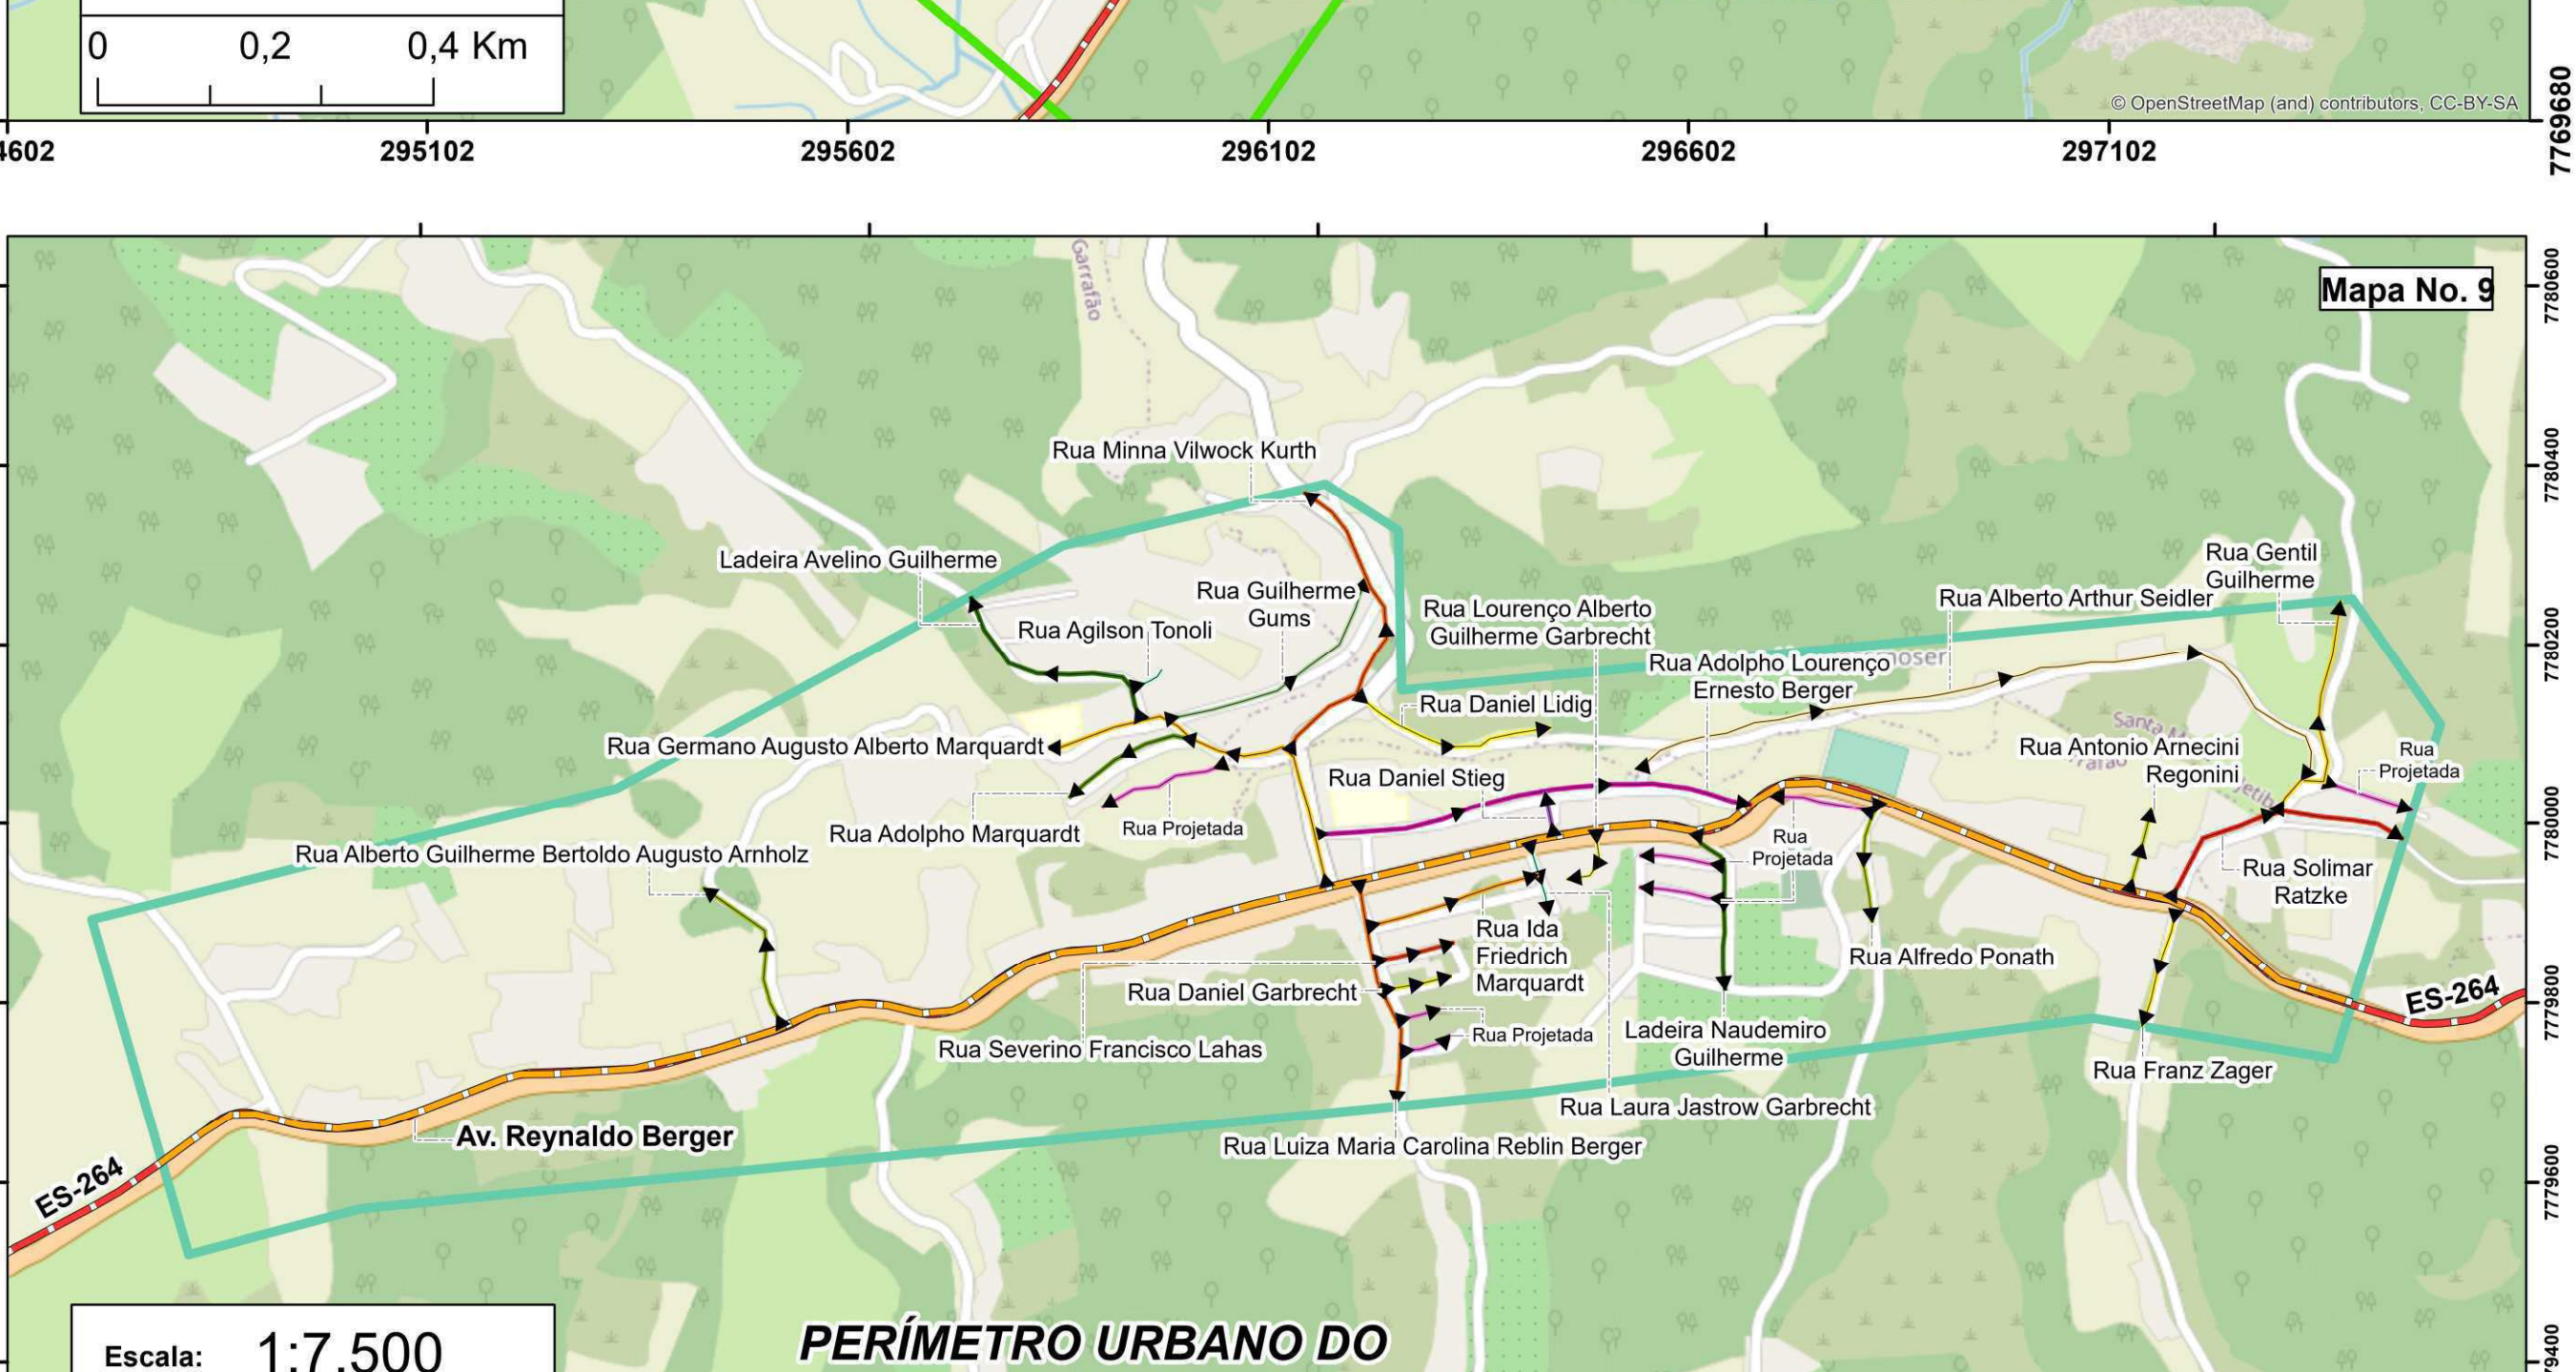 0 0,2 0,4 Km
© OpenStreetMap (and) contributors, CC-BY-SA
7769680
4602 295102 295602 296102 296602 297102
Mapa No. 9
7780600
Garrafão
Rua Minna Vilwock Kurth
7780400
Ladeira Avelino Guilherme
Rua Guilherme
Gums
Rua Agilson Tonoli
Rua Lourenço Alberto
Guilherme Garbrecht
Rua Gentil
Guilherme
Rua Alberto Arthur Seidler
7780200
Rua Adolpho Lourenço
Ernesto Berger
moser
Rua Daniel Lidig
Rua Germano Augusto Alberto Marquardt
Rua Antonio Arnecini
Regonini
Rua
Projetada
Rua Daniel Stieg
Rua Adolpho Marquardt
Rua Projetada
7780000
Rua
Projetada
Rua Alberto Guilherme Bertoldo Augusto Arnholz
Rua Solimar
Ratzke
Rua Ida
Friedrich
Marquardt
Rua Alfredo Ponath
Rua Daniel Garbrecht
ES-264
7779800
Rua Severino Francisco Lahas
Rua Projetada
Ladeira Naudemiro
Guilherme
Rua Franz Zager
Rua Laura Jastrow Garbrecht
Av. Reynaldo Berger
Rua Luiza Maria Carolina Reblin Berger
ES-264
7779600
PERÍMETRO URBANO DO
Escala: 1:7.500
79400